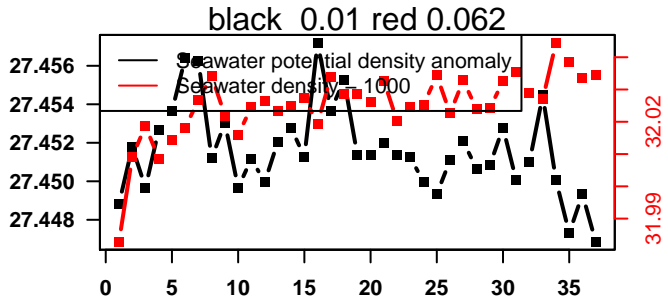 black 0.01 red 0.062
Seawater potential density anomaly
Seawater density − 1000
27.456
27.454
27.452
27.450
27.448
32.02
31.99
0 5 10 15 20 25 30 35